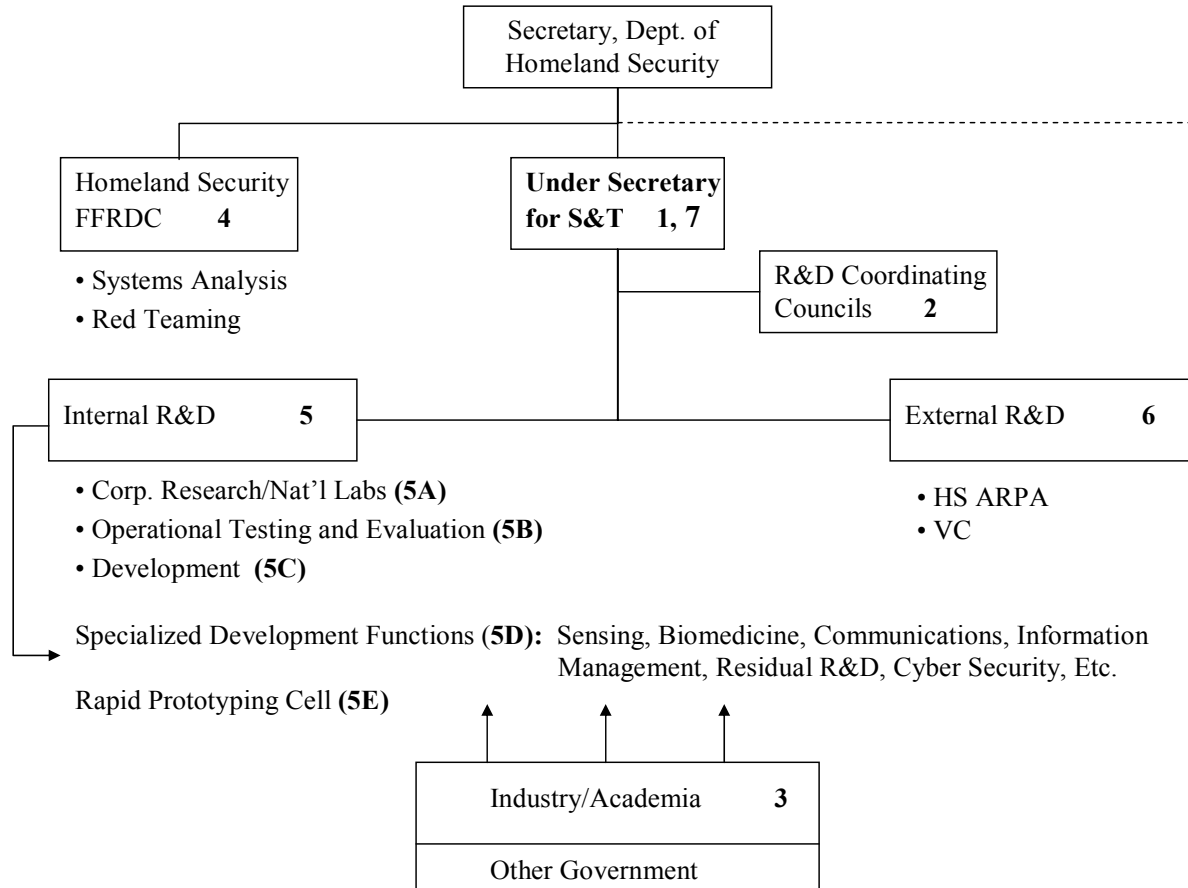 Secretary, Dept. of
Homeland Security
Homeland Security
FFRDC 4
• Systems Analysis
• Red Teaming
Under Secretary
for S&T 1, 7
R&D Coordinating
Councils 2
Internal R&D 5
External R&D 6
• Corp. Research/Nat’l Labs (5A)
• Operational Testing and Evaluation (5B)
• Development (5C)
• HS ARPA
• VC
Specialized Development Functions (5D): Sensing, Biomedicine, Communications, Information
Management, Residual R&D, Cyber Security, Etc.
Rapid Prototyping Cell (5E)
Industry/Academia 3
Other Government